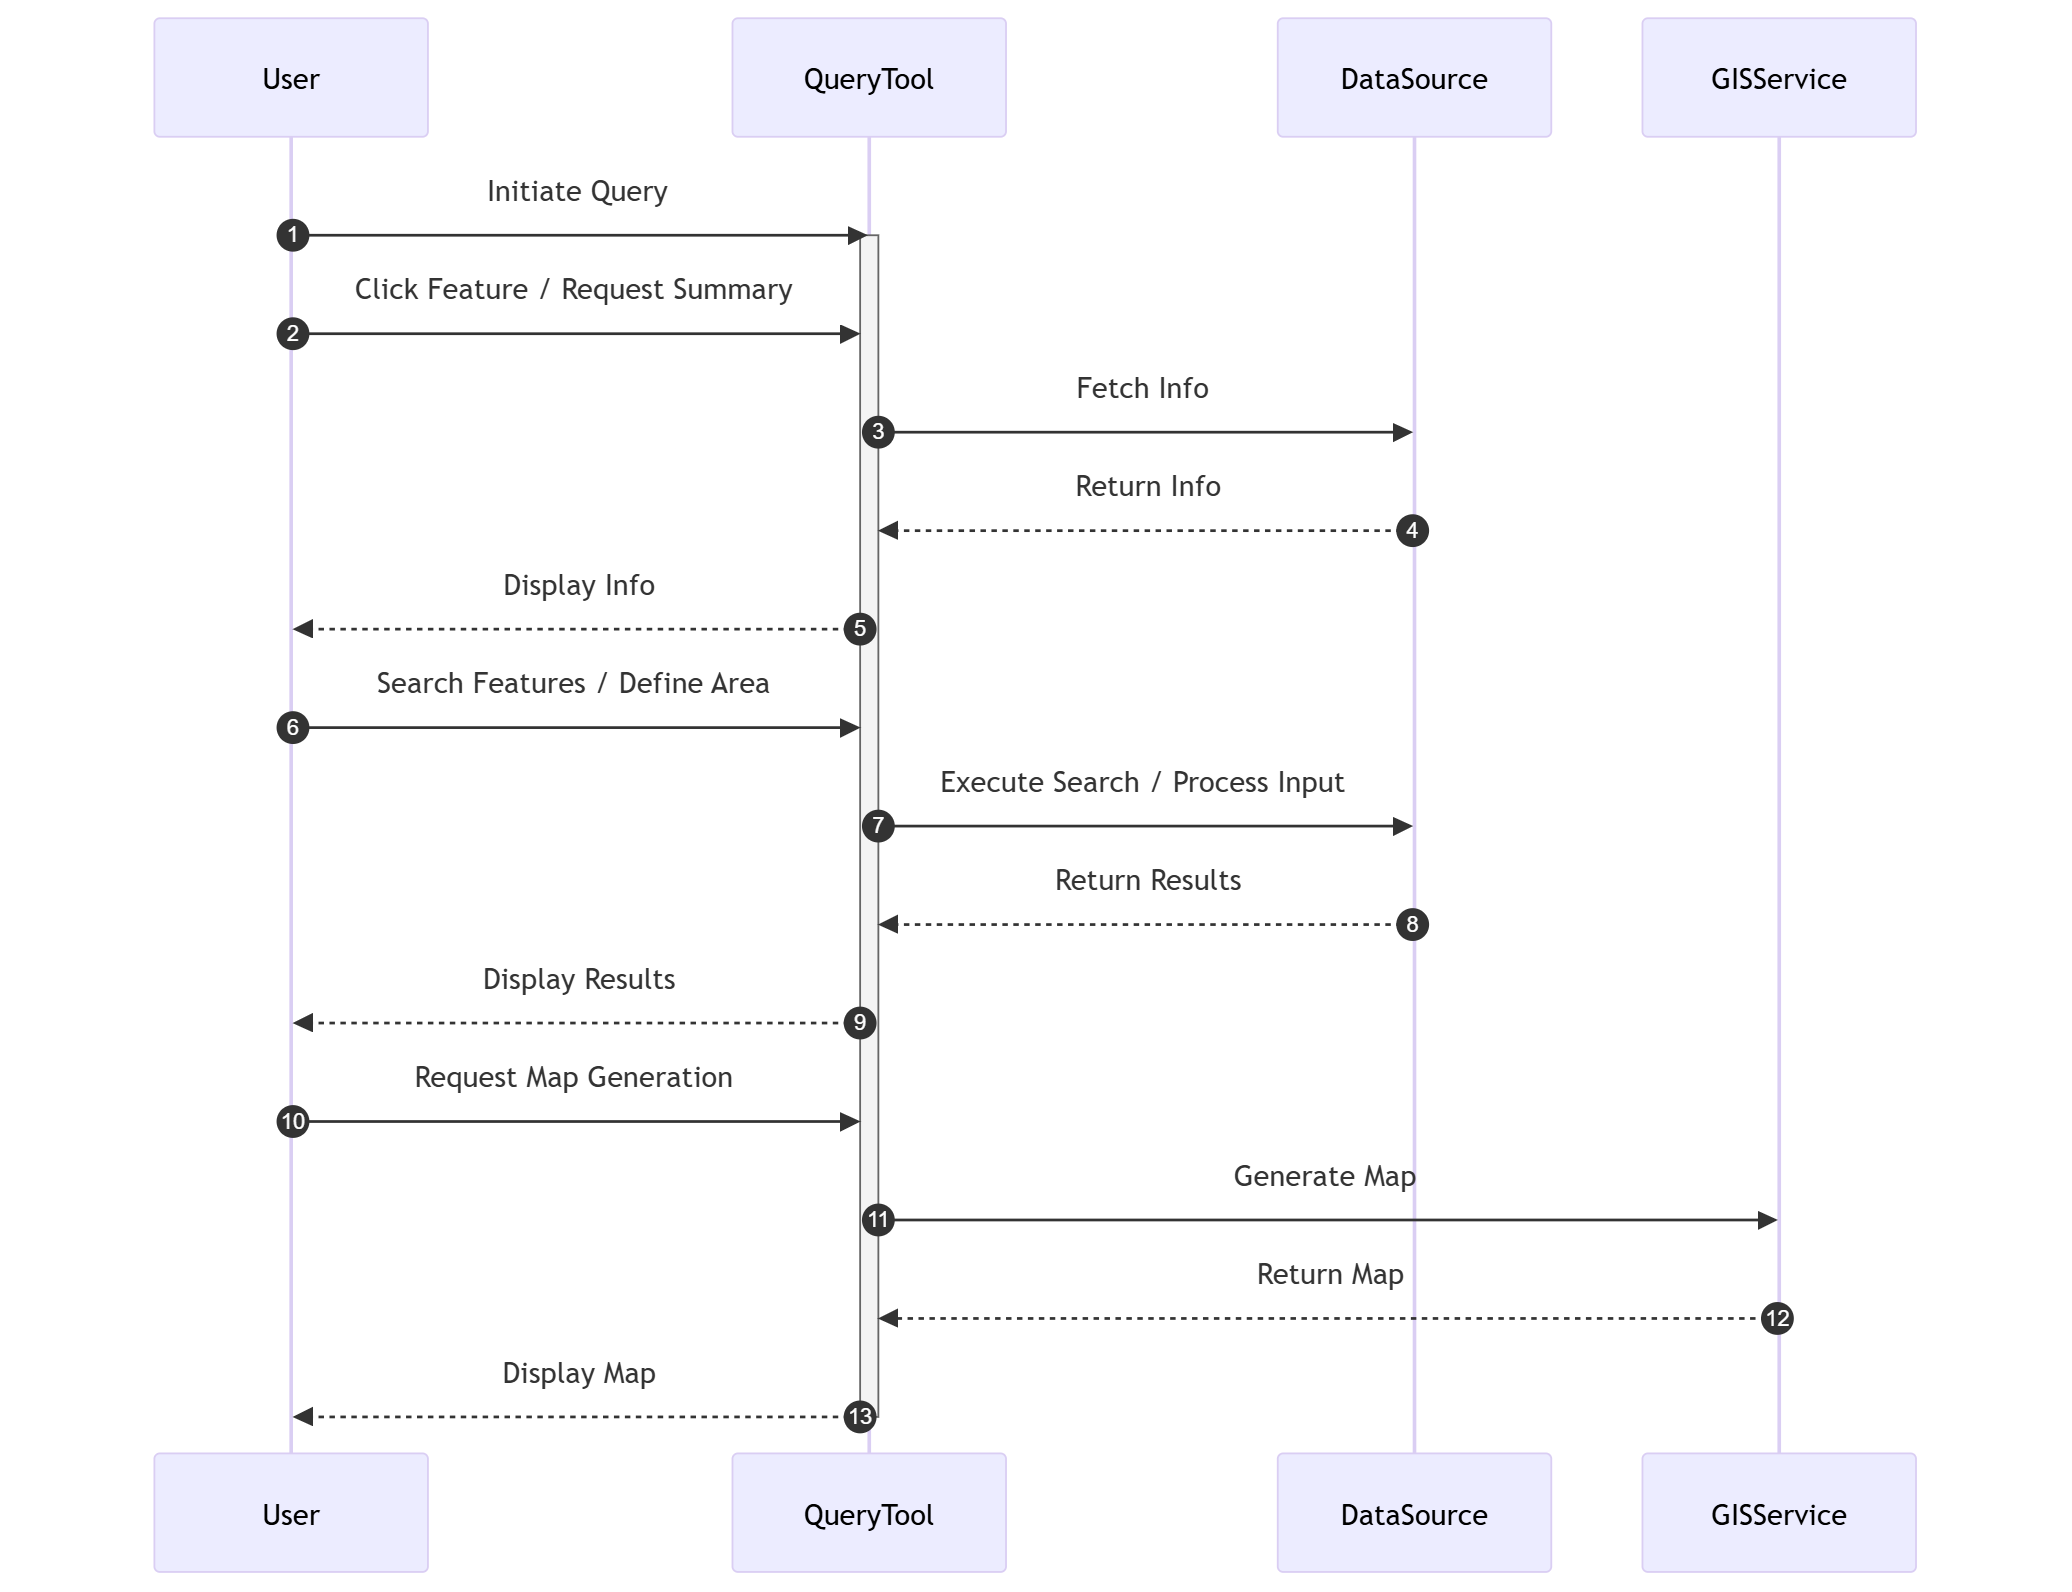 User
QueryTool
DataSource
GISService
Initiate Query
1
Click Feature / Request Summary
2
Fetch Info
3
Return Info
4
Display Info
5
Search Features / Define Area
6
Execute Search / Process Input
7
Return Results
8
Display Results
9
Request Map Generation
10
Generate Map
11
Return Map
12
Display Map
13
User
QueryTool
DataSource
GISService